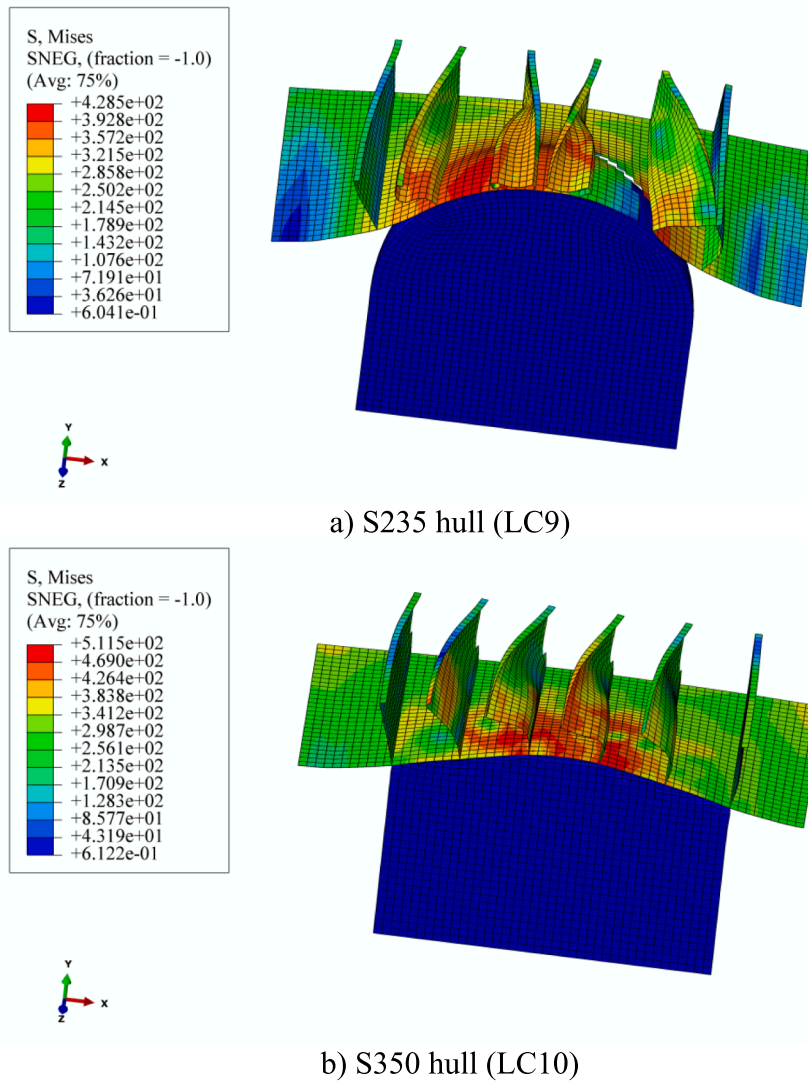 S, Mises
SNEG, (fraction = -1.0)
(Avg: 75%)
+4.285e+02
+3.928e+02
+3.572e+02
+3.215e+02
+2.858e+02
+2.502e+02
+2.145e+02
+1.789e+02
+1.432e+02
+1.076e+02
+7.191e+01
+3.626e+01
+6.041e-01
Y
X
Z
a) S235 hull (LC9)
S, Mises
SNEG, (fraction = -1.0)
(Avg: 75%)
+5.115e+02
+4.690e+02
+4.264e+02
+3.838e+02
+3.412e+02
+2.987e+02
+2.561e+02
+2.135e+02
+1.709e+02
+1.283e+02
+8.577e+01
+4.319e+01
+6.122e-01
Y
X
Z
b) S350 hull (LC10)